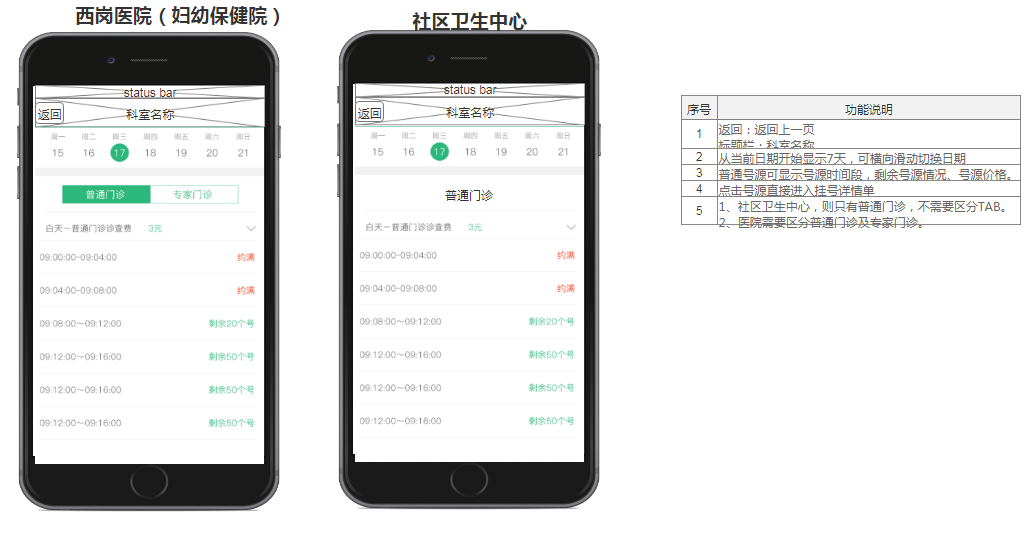 西岗医院（妇幼保健院）
status bar
返回 科室名称
周一 周二 周三 周四 周五 周六 周日
15 16 17 18 19 20 21
普通门诊 专家门诊
白天－普通门诊诊查费 3元
09:00:00-09:04:00 约满
09:04:00-09:08:00 约满
09:08:00～09:12:00 剩余20个号
09:12:00～09:16:00 剩余50个号
09:12:00～09:16:00 剩余50个号
09:12:00～09:16:00 剩余50个号
社区卫生中心
status bar
返回 科室名称
周一 周二 周三 周四 周五 周六 周日
15 16 17 18 19 20 21
普通门诊
白天－普通门诊诊查费 3元
09:00:00-09:04:00 约满
09:04:00-09:08:00 约满
09:08:00～09:12:00 剩余20个号
09:12:00～09:16:00 剩余50个号
09:12:00～09:16:00 剩余50个号
09:12:00～09:16:00 剩余50个号
序号 功能说明
1 返回：返回上一页
标题栏：科室名称
2 从当前日期开始显示7天，可横向滑动切换日期
3 普通号源可显示号源时间段，剩余号源情况、号源价格。
4 点击号源直接进入挂号详情单
5 1、社区卫生中心，则只有普通门诊，不需要区分TAB。
2、医院需要区分普通门诊及专家门诊。